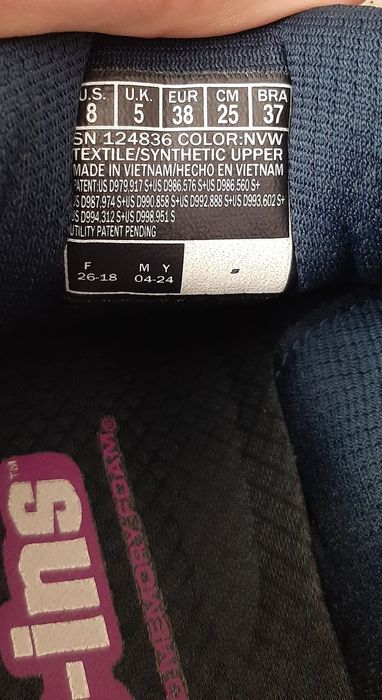 U.S. U.K. EUR CM BRA
8 5 38 25 37
SN 124836 COLOR:NVW
TEXTILE/SYNTHETIC UPPER
MADE IN VIETNAM/HECHO EN VIETNAM
PATENT:US D979.917 S+US D986.576 S+US D986.560 S+
US D987.974 S+US D990.858 S+US D992.888 S+US D993.602 S+
US D994.312 S+US D998.951 S
UTILITY PATENT PENDING
F M Y
26-18 04-24
-ins™
MEMORY FOAM®